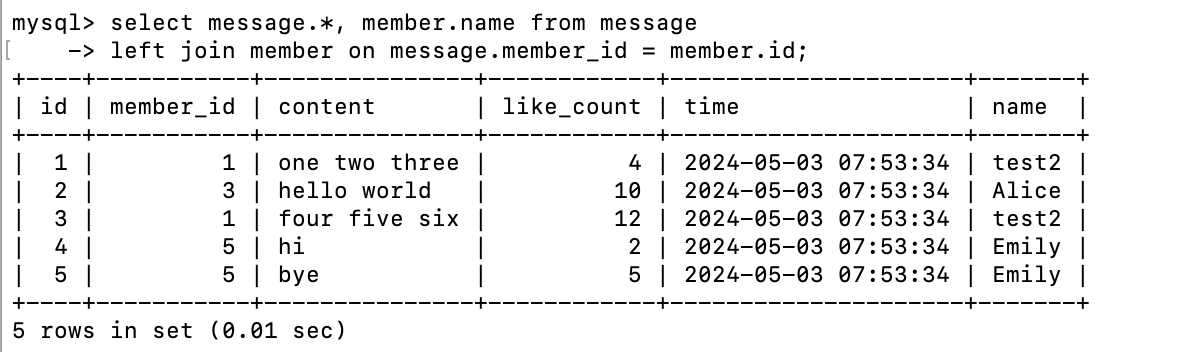 mysql> select message.*, member.name from message
[    -> left join member on message.member_id = member.id;
+----+-----------+---------------+------------+---------------------+-------+
| id | member_id | content       | like_count | time                | name  |
+----+-----------+---------------+------------+---------------------+-------+
|  1 |         1 | one two three |          4 | 2024-05-03 07:53:34 | test2 |
|  2 |         3 | hello world   |         10 | 2024-05-03 07:53:34 | Alice |
|  3 |         1 | four five six |         12 | 2024-05-03 07:53:34 | test2 |
|  4 |         5 | hi            |          2 | 2024-05-03 07:53:34 | Emily |
|  5 |         5 | bye           |          5 | 2024-05-03 07:53:34 | Emily |
+----+-----------+---------------+------------+---------------------+-------+
5 rows in set (0.01 sec)